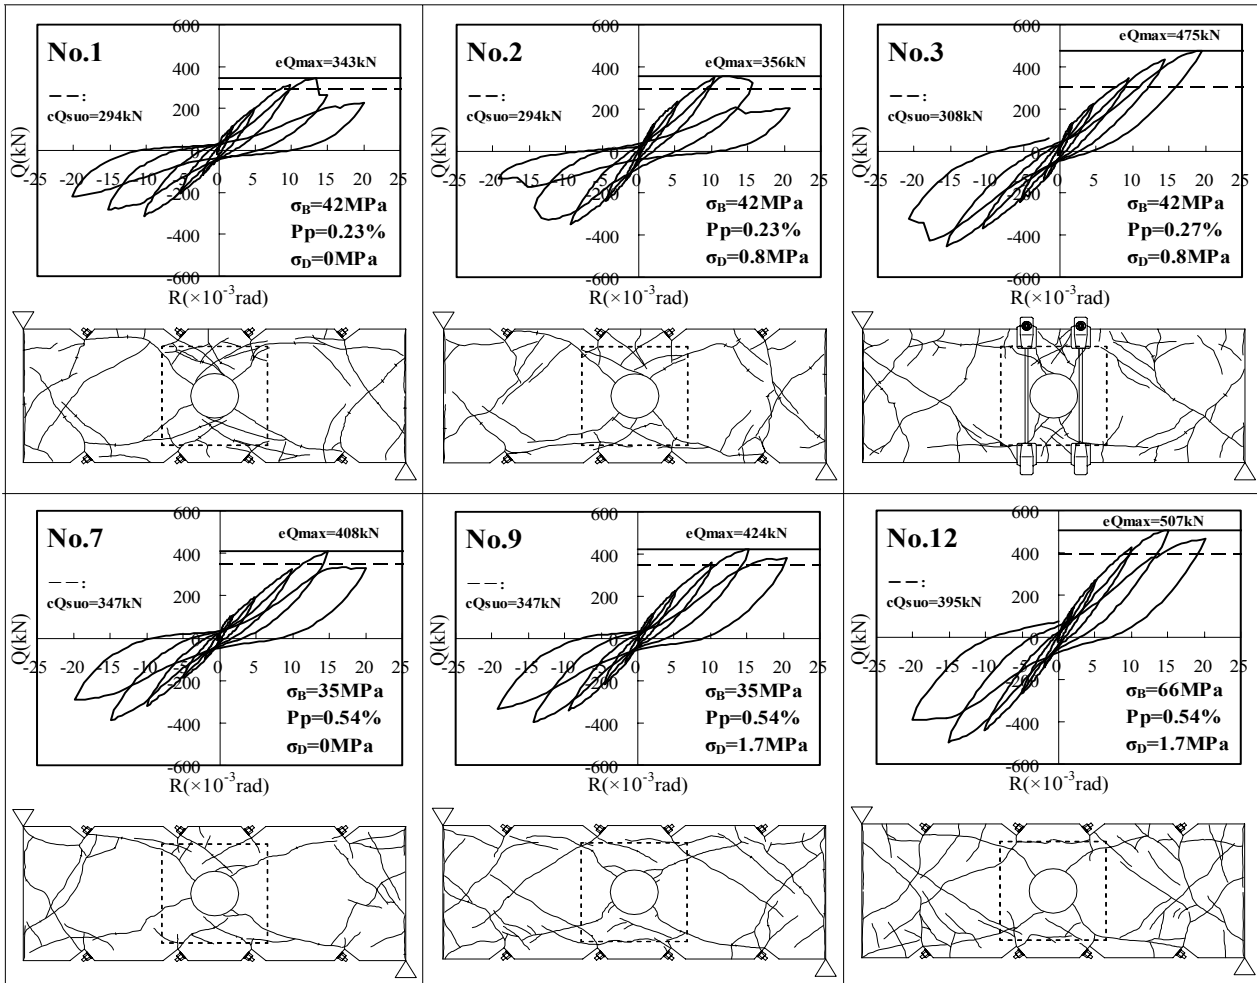 No.1
eQmax=343kN
cQsuo=294kN
Q(kN)
600
400
200
0
-200
-400
-600
-25 -20 -15 -10 -5 0 5 10 15 20 25
σB=42MPa
Pp=0.23%
σD=0MPa
R(×10-3rad)
No.2
eQmax=356kN
cQsuo=294kN
Q(kN)
600
400
200
0
-200
-400
-600
-25 -20 -15 -10 -5 0 5 10 15 20 25
σB=42MPa
Pp=0.23%
σD=0.8MPa
R(×10-3rad)
No.3
eQmax=475kN
cQsuo=308kN
Q(kN)
600
400
200
0
-200
-400
-600
-25 -20 -15 -10 -5 0 5 10 15 20 25
σB=42MPa
Pp=0.27%
σD=0.8MPa
R(×10-3rad)
No.7
eQmax=408kN
cQsuo=347kN
Q(kN)
600
400
200
0
-200
-400
-600
-25 -20 -15 -10 -5 0 5 10 15 20 25
σB=35MPa
Pp=0.54%
σD=0MPa
R(×10-3rad)
No.9
eQmax=424kN
cQsuo=347kN
Q(kN)
600
400
200
0
-200
-400
-600
-25 -20 -15 -10 -5 0 5 10 15 20 25
σB=35MPa
Pp=0.54%
σD=1.7MPa
R(×10-3rad)
No.12
eQmax=507kN
cQsuo=395kN
Q(kN)
600
400
200
0
-200
-400
-600
-25 -20 -15 -10 -5 0 5 10 15 20 25
σB=66MPa
Pp=0.54%
σD=1.7MPa
R(×10-3rad)